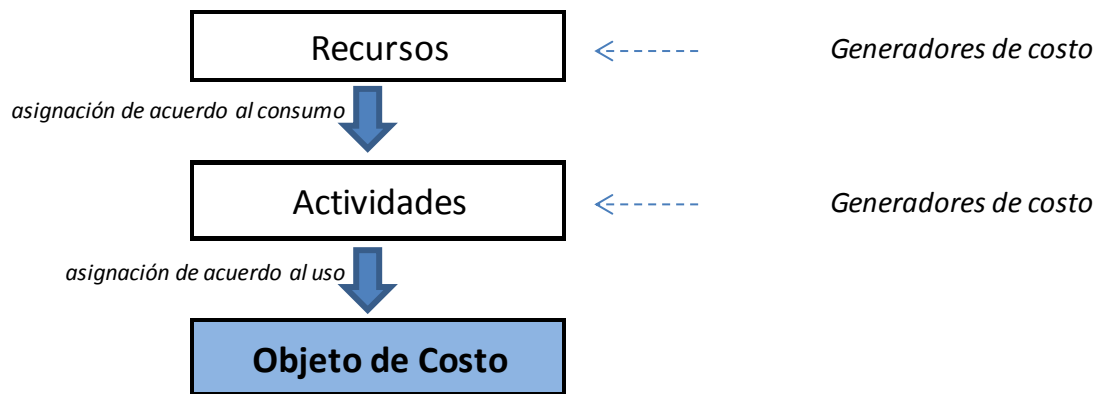 Recursos
Generadores de costo
asignación de acuerdo al consumo
Actividades
Generadores de costo
asignación de acuerdo al uso
Objeto de Costo